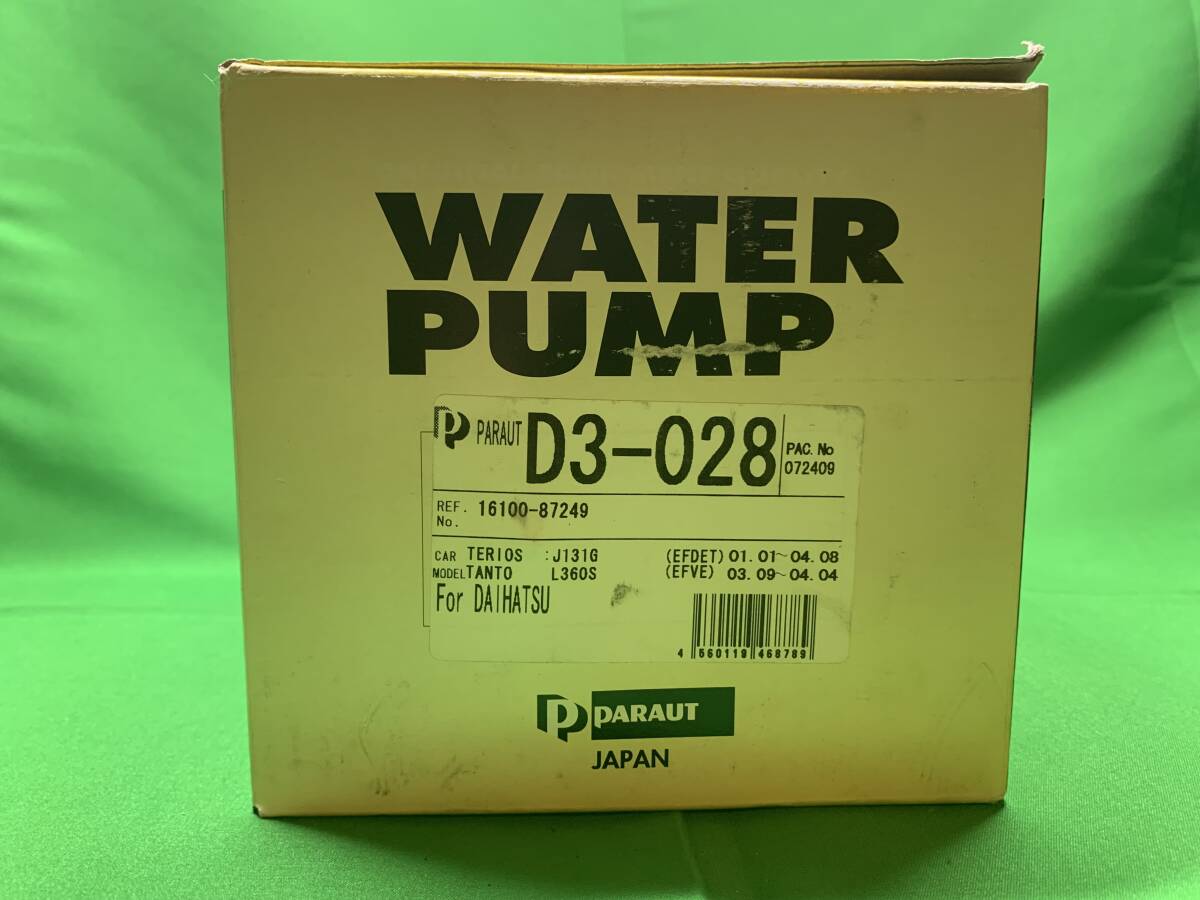 WATER
PUMP
PARAUT D3-028 PAC. No
072409
REF. No. 16100-87249
CAR MODEL TERIOS :J131G (EFDET) 01. 01~04. 08
TANTO L360S (EFVE) 03. 09~04. 04
For DAIHATSU
4 560119 468789
PARAUT
JAPAN